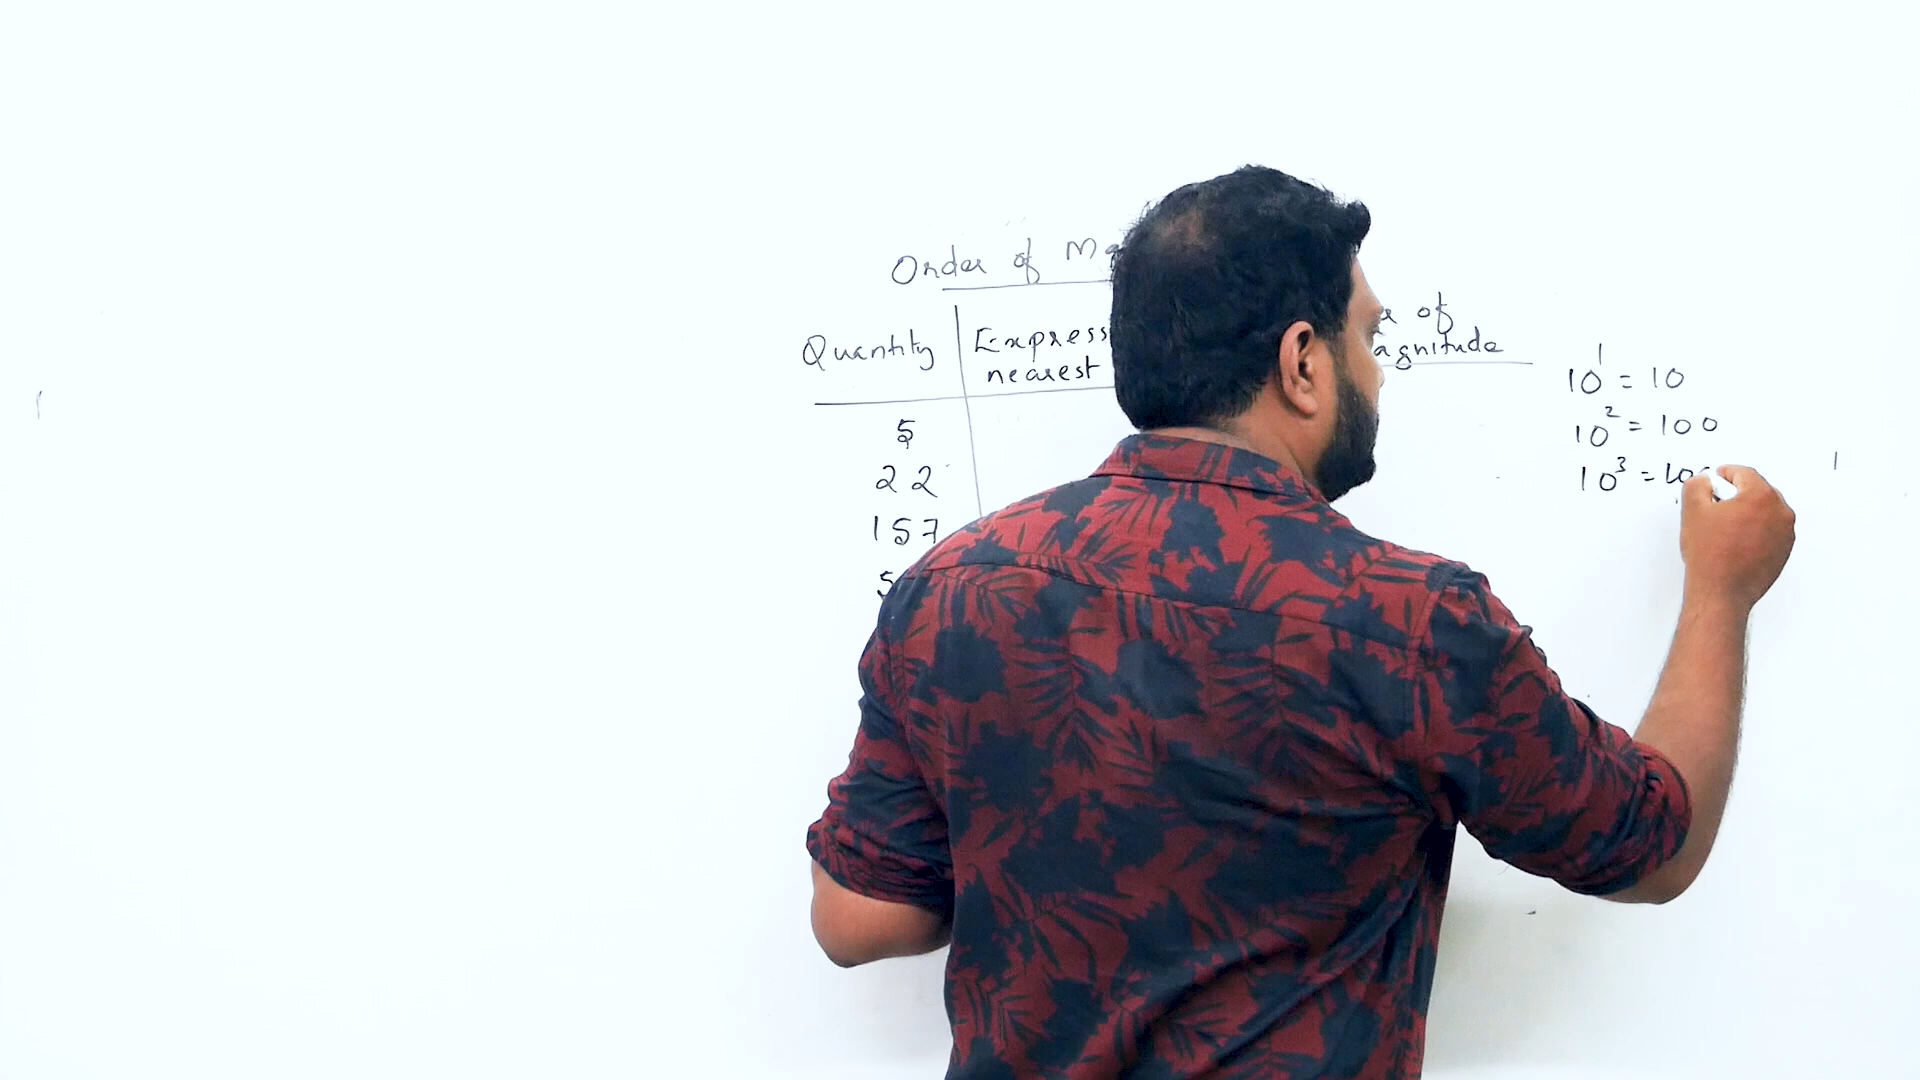 Order of Ma
Quantity Express nearest
r of agnitude
5
22
157
5
10¹ = 10
10² = 100
10³ = 100